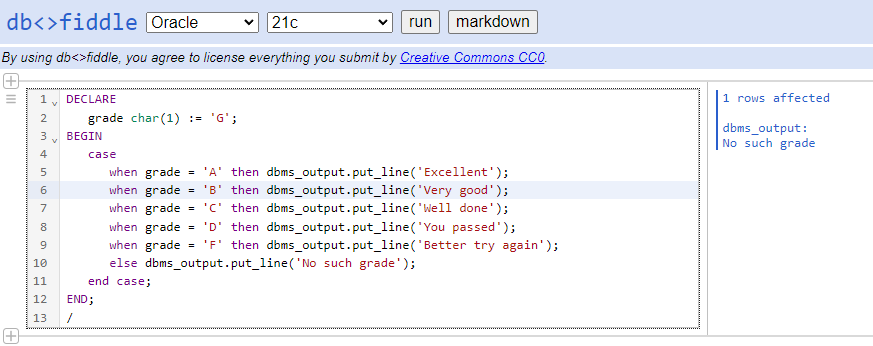 db<>fiddle Oracle 21c run markdown
By using db<>fiddle, you agree to license everything you submit by Creative Commons CC0.
1 DECLARE
2 grade char(1) := 'G';
3 BEGIN
4 case
5 when grade = 'A' then dbms_output.put_line('Excellent');
6 when grade = 'B' then dbms_output.put_line('Very good');
7 when grade = 'C' then dbms_output.put_line('Well done');
8 when grade = 'D' then dbms_output.put_line('You passed');
9 when grade = 'F' then dbms_output.put_line('Better try again');
10 else dbms_output.put_line('No such grade');
11 end case;
12 END;
13 /
1 rows affected
dbms_output:
No such grade